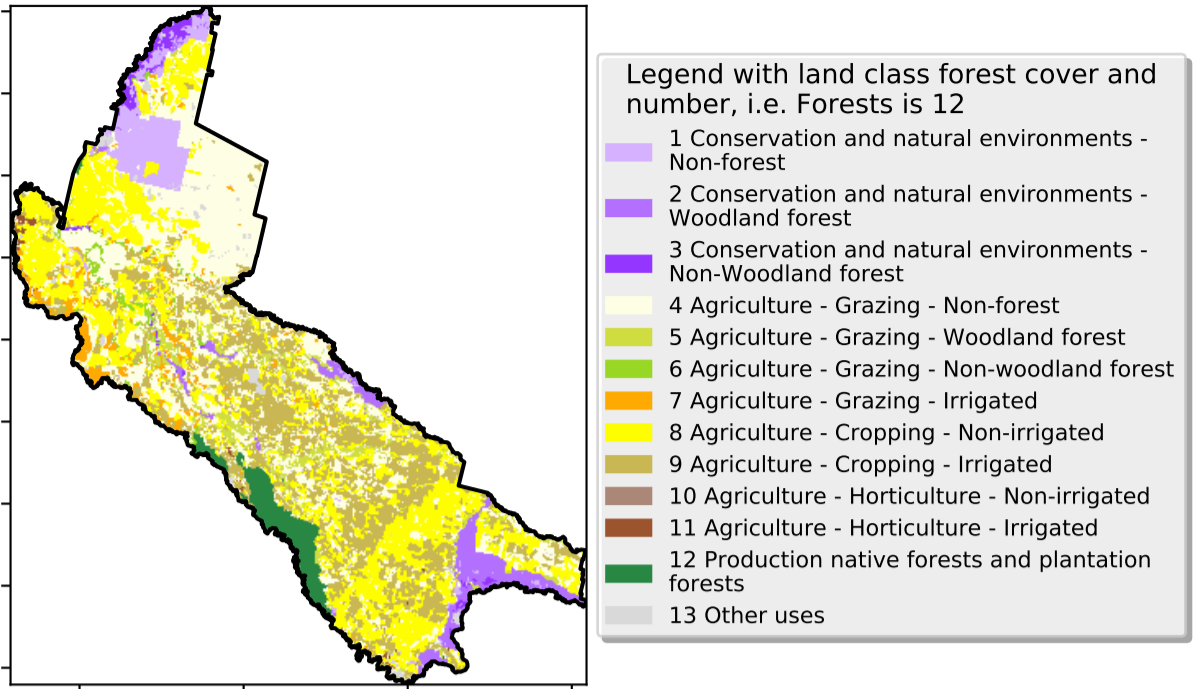 Legend with land class forest cover and
number, i.e. Forests is 12
1 Conservation and natural environments -
Non-forest
2 Conservation and natural environments -
Woodland forest
3 Conservation and natural environments -
Non-Woodland forest
4 Agriculture - Grazing - Non-forest
5 Agriculture - Grazing - Woodland forest
6 Agriculture - Grazing - Non-woodland forest
7 Agriculture - Grazing - Irrigated
8 Agriculture - Cropping - Non-irrigated
9 Agriculture - Cropping - Irrigated
10 Agriculture - Horticulture - Non-irrigated
11 Agriculture - Horticulture - Irrigated
12 Production native forests and plantation
forests
13 Other uses